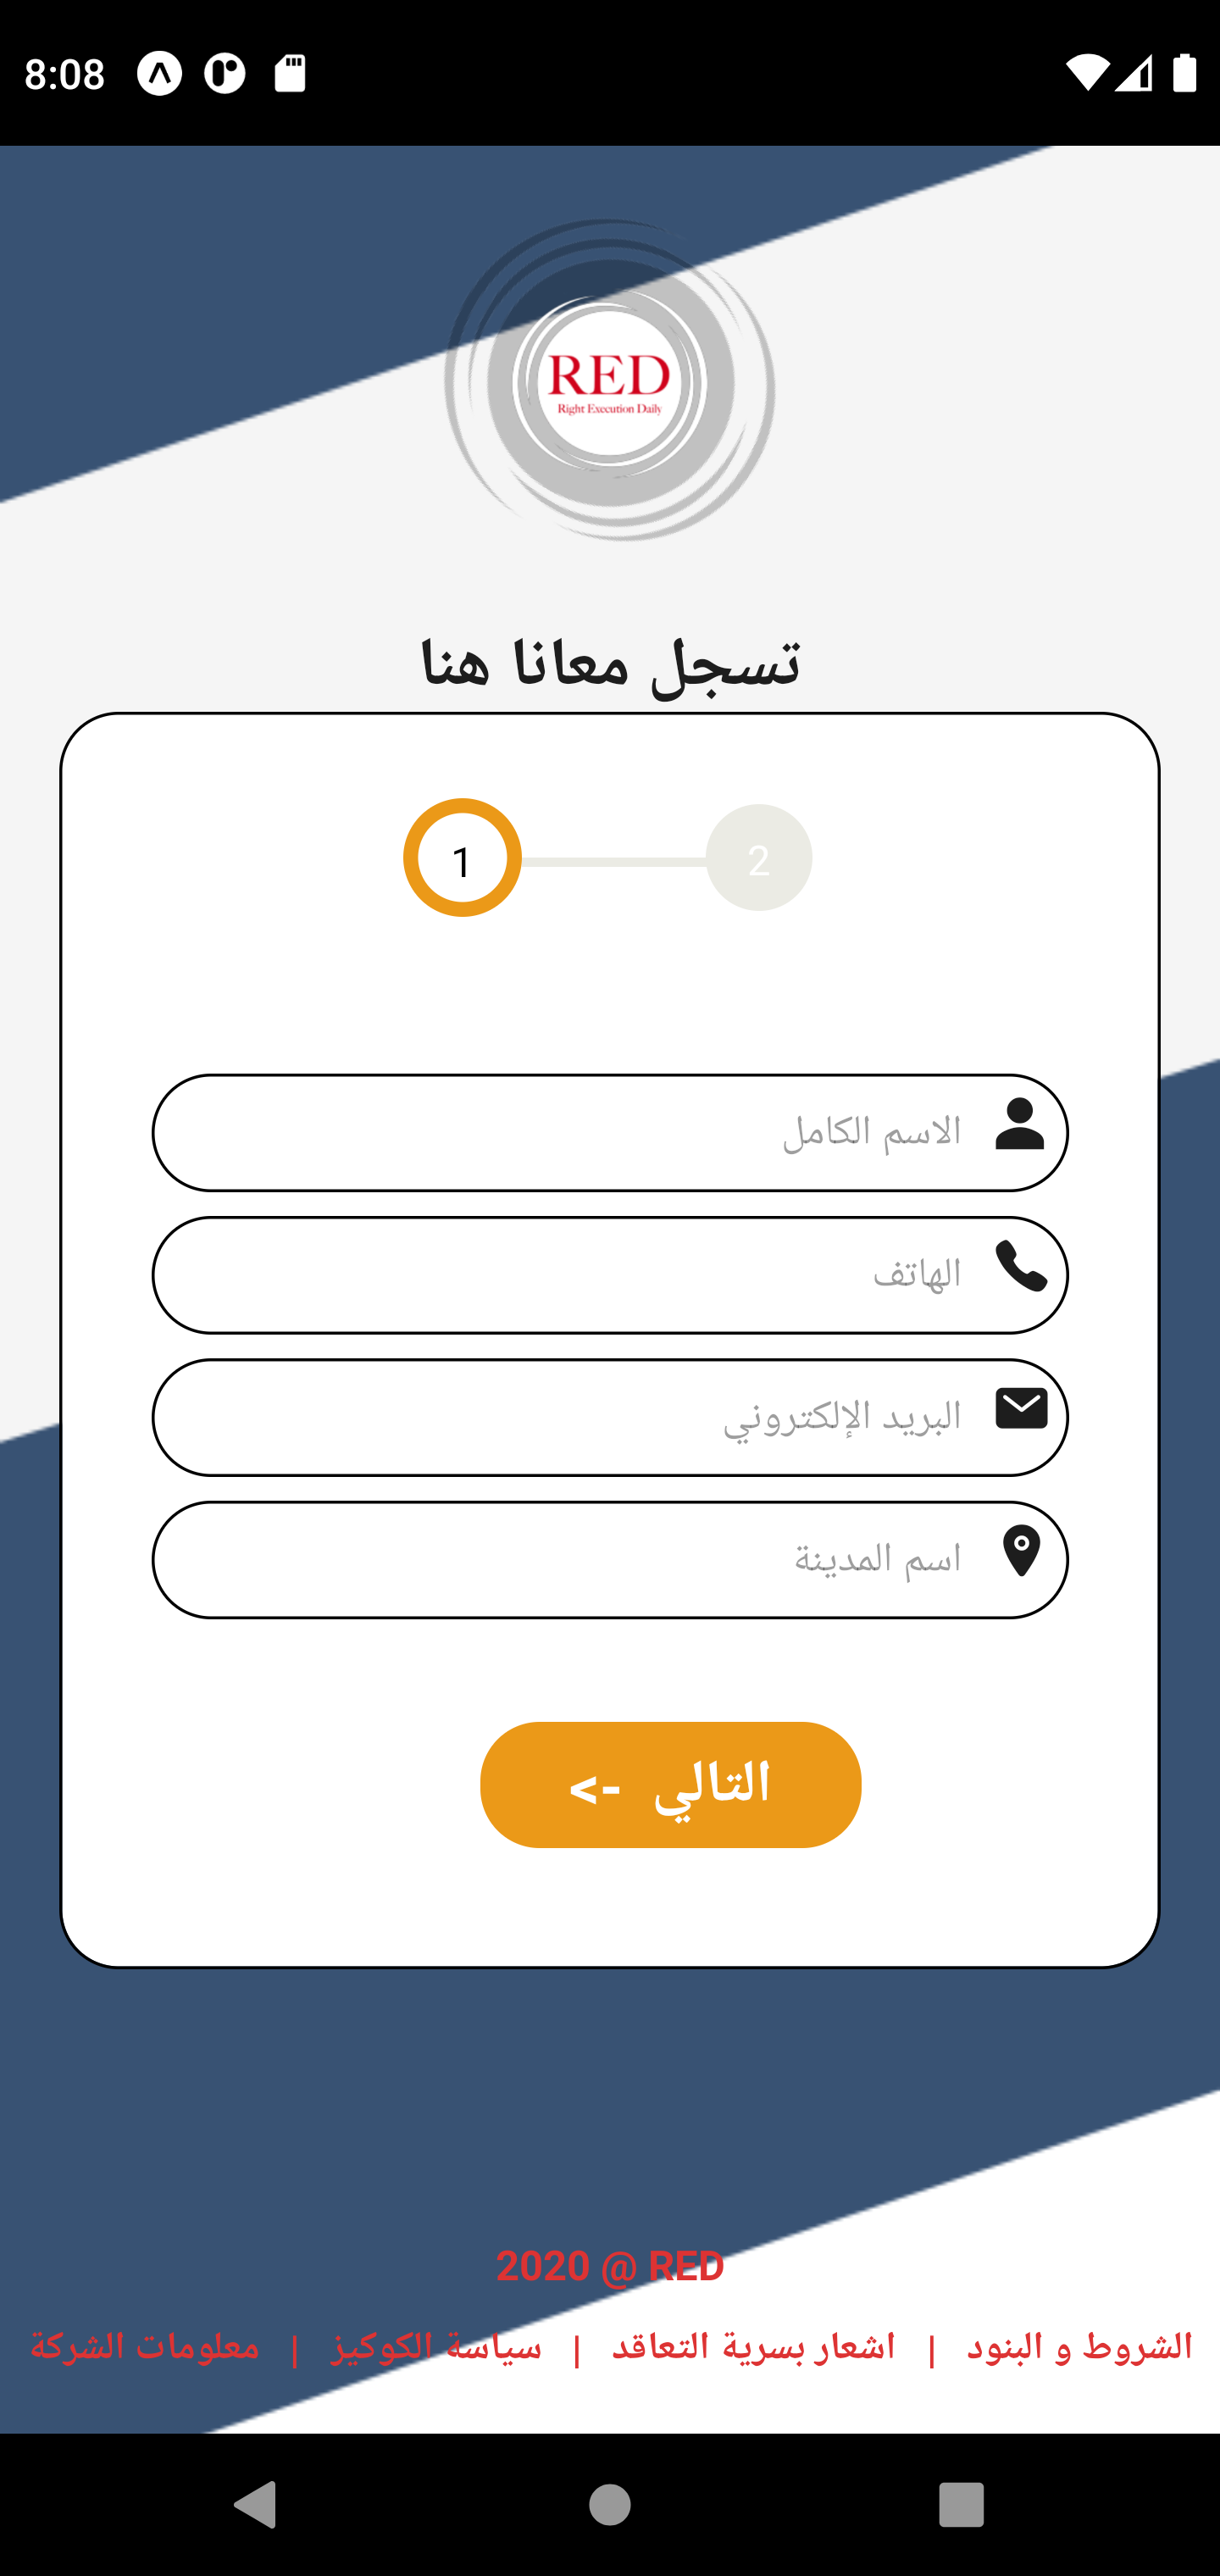 8:08
RED
Right Execution Daily
تسجل معانا هنا
1 2
الاسم الكامل
الهاتف
البريد الإلكتروني
اسم المدينة
التالي ->
2020 @ RED
الشروط و البنود | اشعار بسرية التعاقد | سياسة الكوكيز | معلومات الشركة